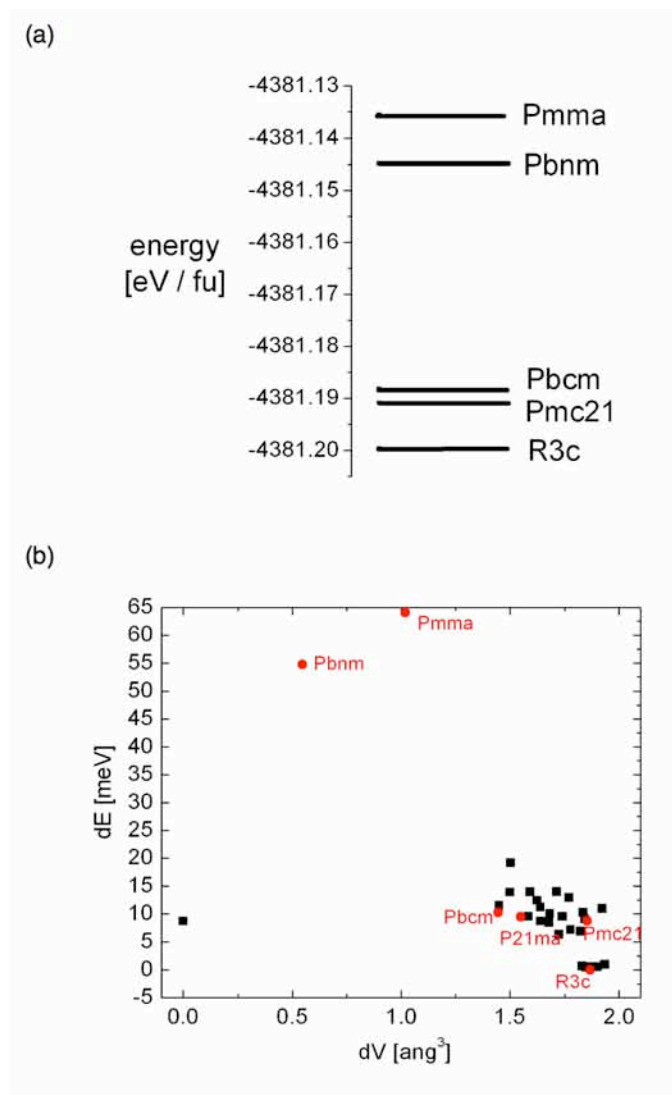 (a)
-4381.13
Pmma
-4381.14
Pbnm
-4381.15
-4381.16
energy
[eV / fu]
-4381.17
-4381.18
Pbcm
-4381.19
Pmc21
-4381.20
R3c
(b)
65
Pmma
60
55
Pbnm
50
45
40
35
30
25
20
15
10
Pbcm
P21ma
Pmc21
5
0
R3c
-5
dE [meV]
0.0 0.5 1.0 1.5 2.0
dV [ang³]